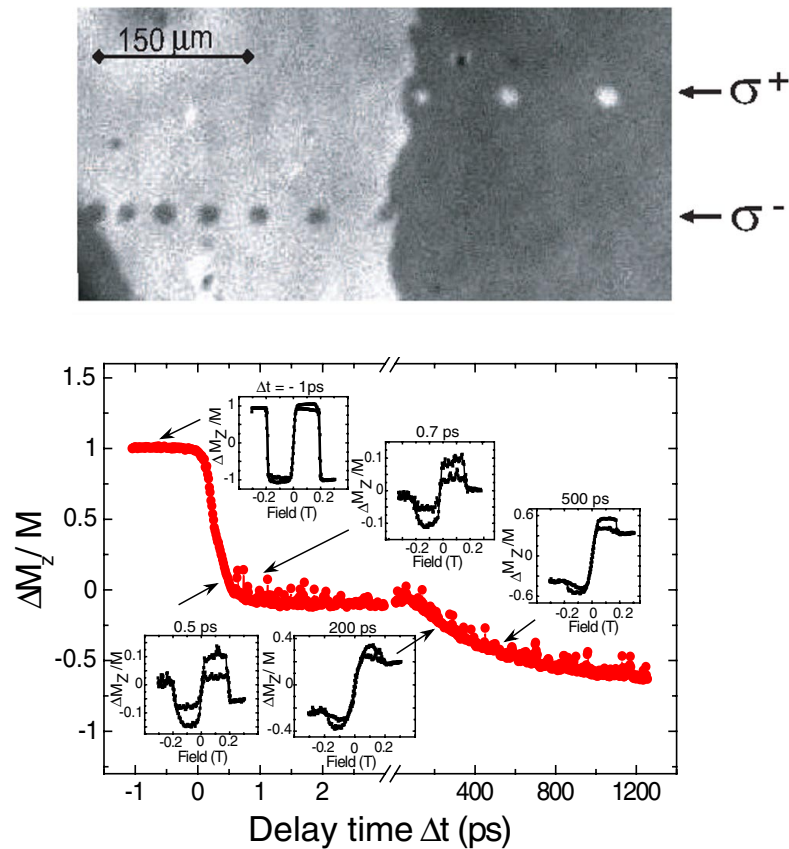 150 µm
σ+
σ-
ΔMz/ M
1.5
1
0.5
0
-0.5
-1
Δt = - 1ps
ΔMZ /M
1
0
-1
-0.2 0 0.2
Field (T)
0.7 ps
ΔMZ /M
0.1
0
-0.1
-0.2 0 0.2
Field (T)
500 ps
ΔMZ / M
0.6
0
-0.6
-0.2 0 0.2
Field (T)
0.5 ps
ΔMZ /M
0.1
0
-0.1
-0.2 0 0.2
Field (T)
200 ps
ΔMZ / M
0.4
0
-0.4
-0.2 0 0.2
Field (T)
-1 0 1 2 400 800 1200
Delay time Δt (ps)